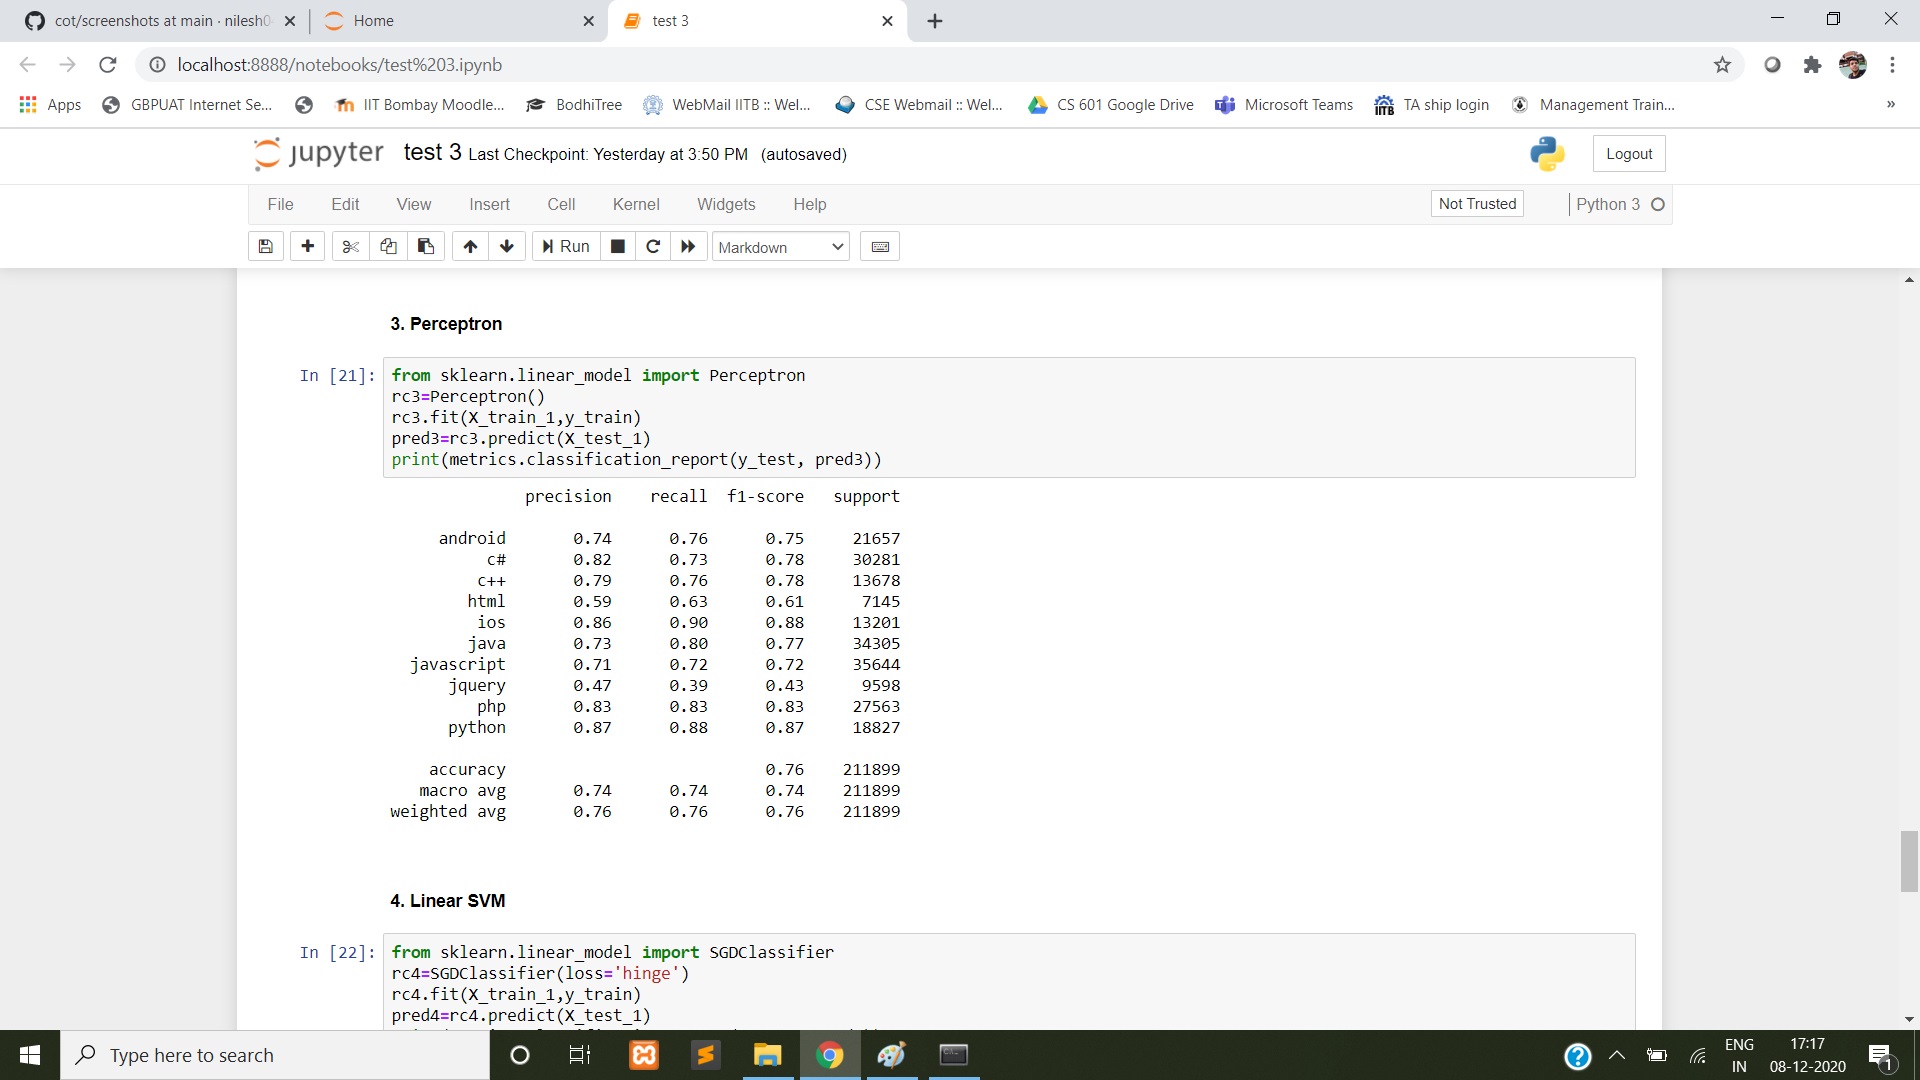 cot/screenshots at main · nilesh0
Home
test 3
localhost:8888/notebooks/test%203.ipynb
Apps
GBPUAT Internet Se...
IIT Bombay Moodle...
BodhiTree
WebMail IITB :: Wel...
CSE Webmail :: Wel...
CS 601 Google Drive
Microsoft Teams
TA ship login
Management Train...
»
jupyter test 3 Last Checkpoint: Yesterday at 3:50 PM (autosaved)
Logout
File Edit View Insert Cell Kernel Widgets Help
Not Trusted
Python 3
Run
Markdown
3. Perceptron
In [21]: from sklearn.linear_model import Perceptron
rc3=Perceptron()
rc3.fit(X_train_1,y_train)
pred3=rc3.predict(X_test_1)
print(metrics.classification_report(y_test, pred3))
precision recall f1-score support
android 0.74 0.76 0.75 21657
c# 0.82 0.73 0.78 30281
c++ 0.79 0.76 0.78 13678
html 0.59 0.63 0.61 7145
ios 0.86 0.90 0.88 13201
java 0.73 0.80 0.77 34305
javascript 0.71 0.72 0.72 35644
jquery 0.47 0.39 0.43 9598
php 0.83 0.83 0.83 27563
python 0.87 0.88 0.87 18827
accuracy 0.76 211899
macro avg 0.74 0.74 0.74 211899
weighted avg 0.76 0.76 0.76 211899
4. Linear SVM
In [22]: from sklearn.linear_model import SGDClassifier
rc4=SGDClassifier(loss='hinge')
rc4.fit(X_train_1,y_train)
pred4=rc4.predict(X_test_1)
Type here to search
ENG
IN
17:17
08-12-2020
1